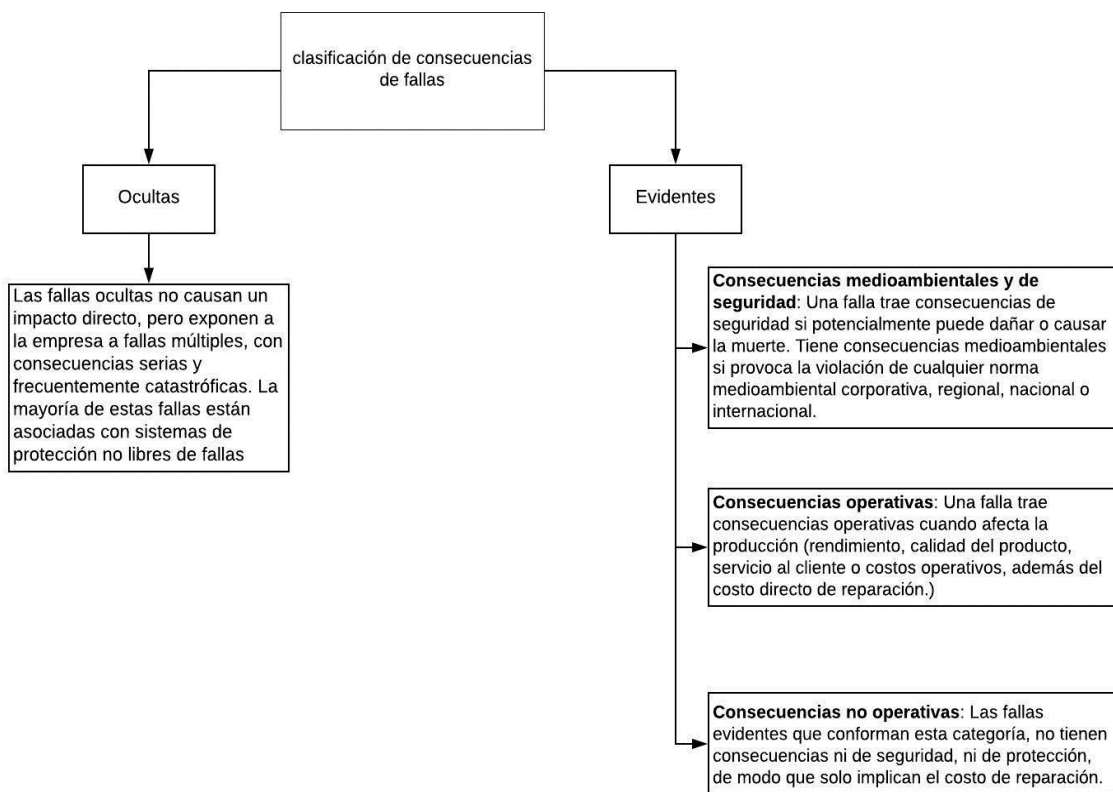 clasificación de consecuencias
de fallas
Ocultas
Evidentes
Las fallas ocultas no causan un
impacto directo, pero exponen a
la empresa a fallas múltiples, con
consecuencias serias y
frecuentemente catastróficas. La
mayoría de estas fallas están
asociadas con sistemas de
protección no libres de fallas
Consecuencias medioambientales y de
seguridad: Una falla trae consecuencias de
seguridad si potencialmente puede dañar o causar
la muerte. Tiene consecuencias medioambientales
si provoca la violación de cualquier norma
medioambiental corporativa, regional, nacional o
internacional.
Consecuencias operativas: Una falla trae
consecuencias operativas cuando afecta la
producción (rendimiento, calidad del producto,
servicio al cliente o costos operativos, además del
costo directo de reparación.)
Consecuencias no operativas: Las fallas
evidentes que conforman esta categoría, no tienen
consecuencias ni de seguridad, ni de protección,
de modo que solo implican el costo de reparación.